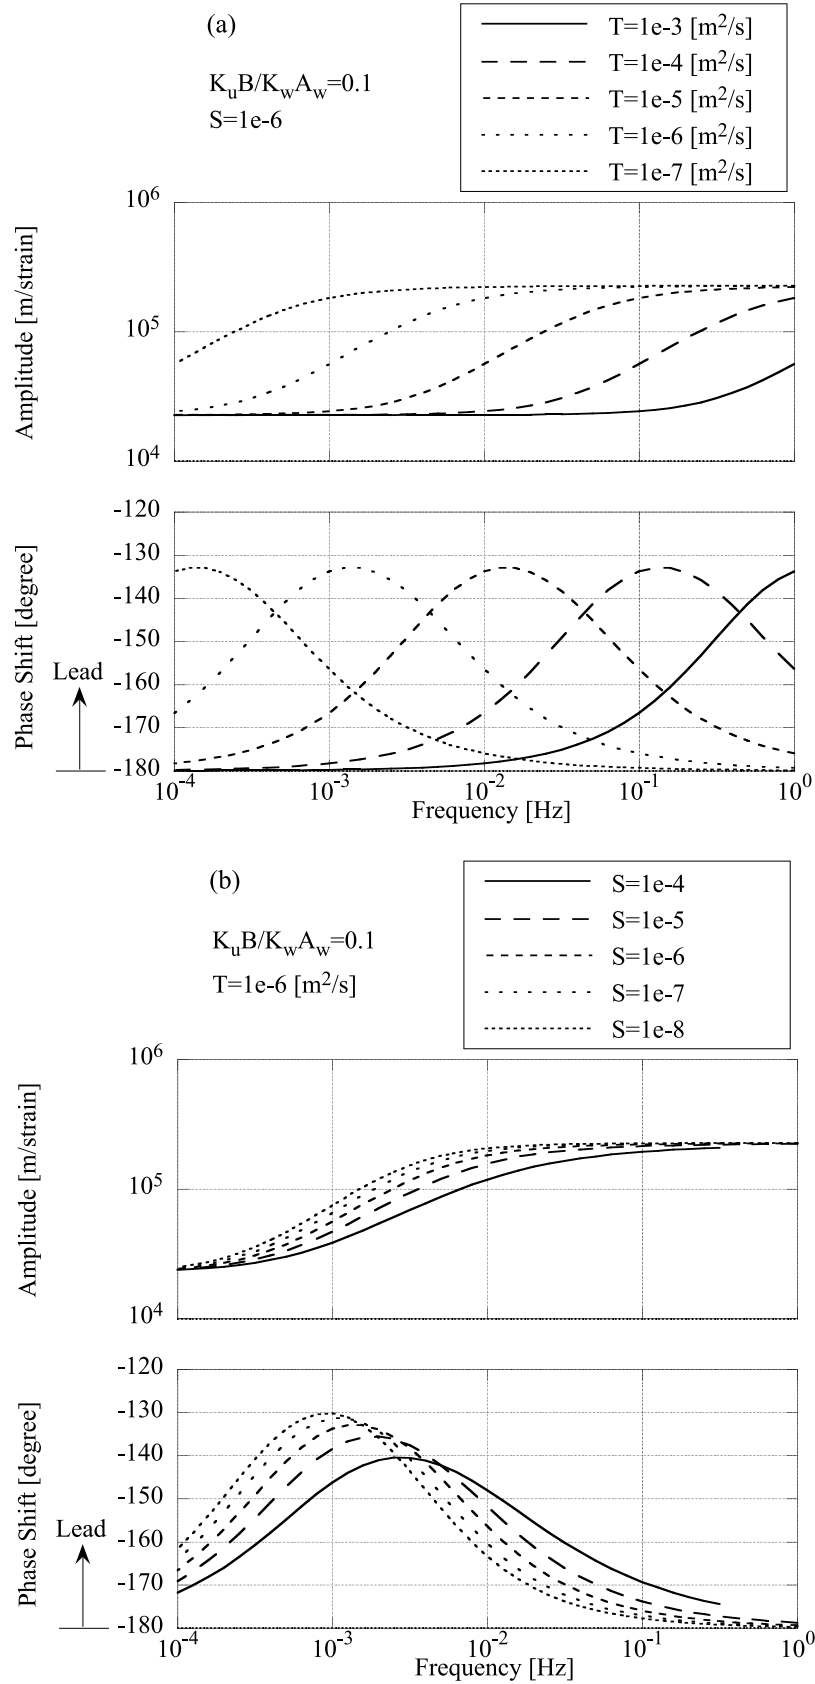 (a)
K_uB/K_wA_w=0.1
S=1e-6
T=1e-3 [m²/s]
T=1e-4 [m²/s]
T=1e-5 [m²/s]
T=1e-6 [m²/s]
T=1e-7 [m²/s]
Amplitude [m/strain]
10⁶
10⁵
10⁴
Phase Shift [degree]
Lead
-120
-130
-140
-150
-160
-170
-180
10⁻⁴ 10⁻³ 10⁻² 10⁻¹ 10⁰
Frequency [Hz]
(b)
K_uB/K_wA_w=0.1
T=1e-6 [m²/s]
S=1e-4
S=1e-5
S=1e-6
S=1e-7
S=1e-8
Amplitude [m/strain]
10⁶
10⁵
10⁴
Phase Shift [degree]
Lead
-120
-130
-140
-150
-160
-170
-180
10⁻⁴ 10⁻³ 10⁻² 10⁻¹ 10⁰
Frequency [Hz]